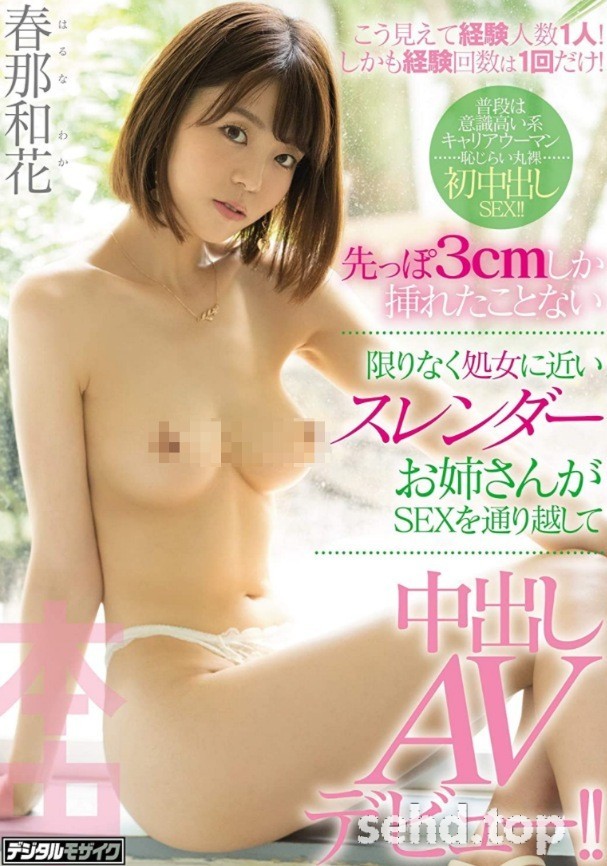 春那和花
はるな わか
こう見えて経験人数1人!
しかも経験回数は1回だけ!
普段は
意識高い系
キャリアウーマン
恥じらい丸裸
初中出し
SEX!!
先っぽ3cmしか
挿れたことない
限りなく処女に近い
スレンダー
お姉さんが
SEXを通り越して
中出し
AV
デビュー!!
本中
デジタルモザイク
sehd.top